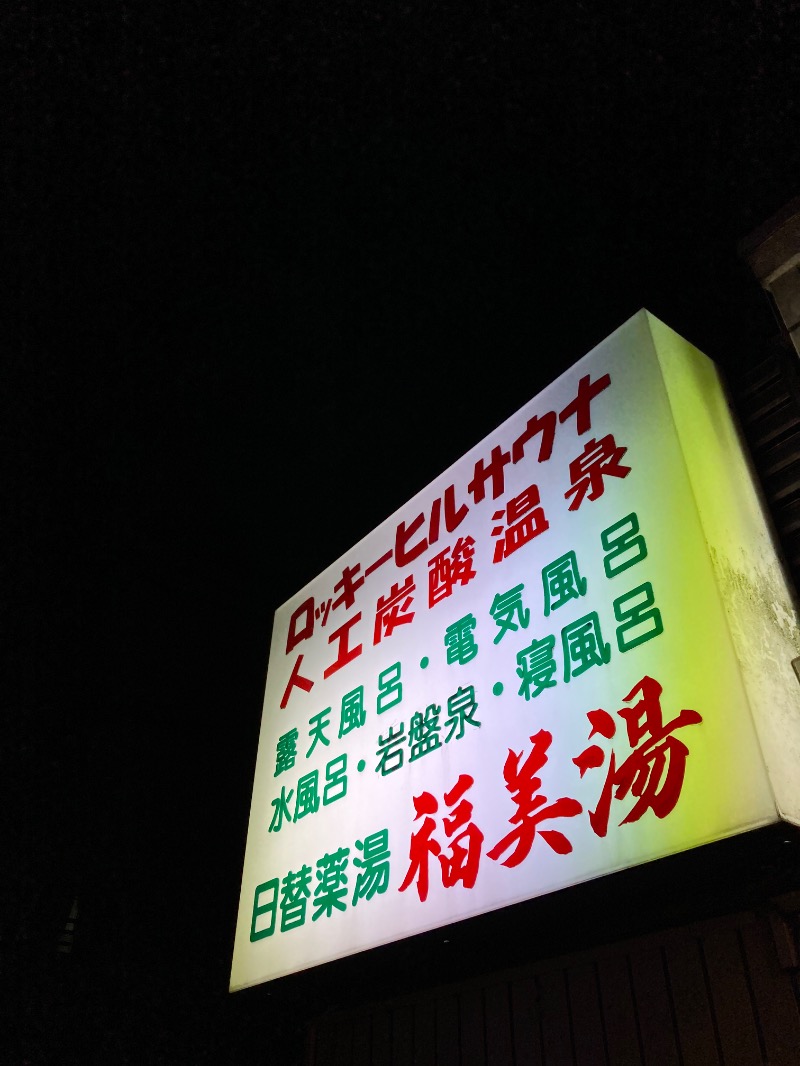 ロッキーヒルサウナ
人工炭酸温泉
露天風呂・電気風呂
水風呂・岩盤泉・寝風呂
日替薬湯 福美湯